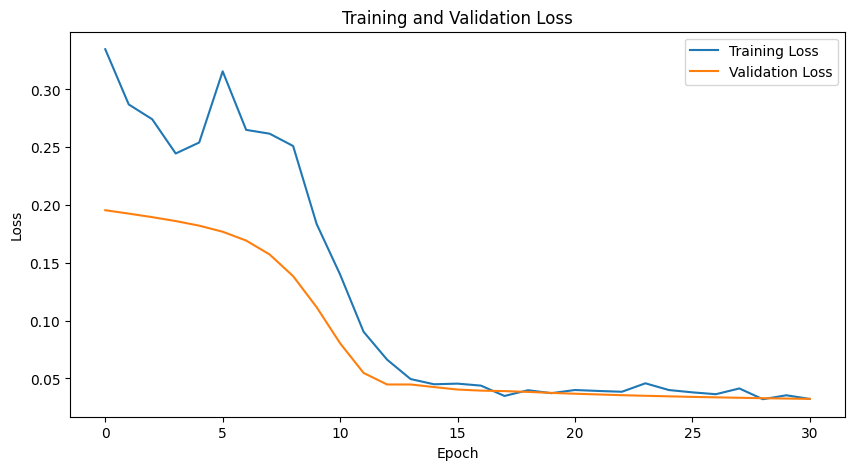 Training and Validation Loss
Training Loss
Validation Loss
0.30
0.25
0.20
0.15
0.10
0.05
Loss
0 5 10 15 20 25 30
Epoch